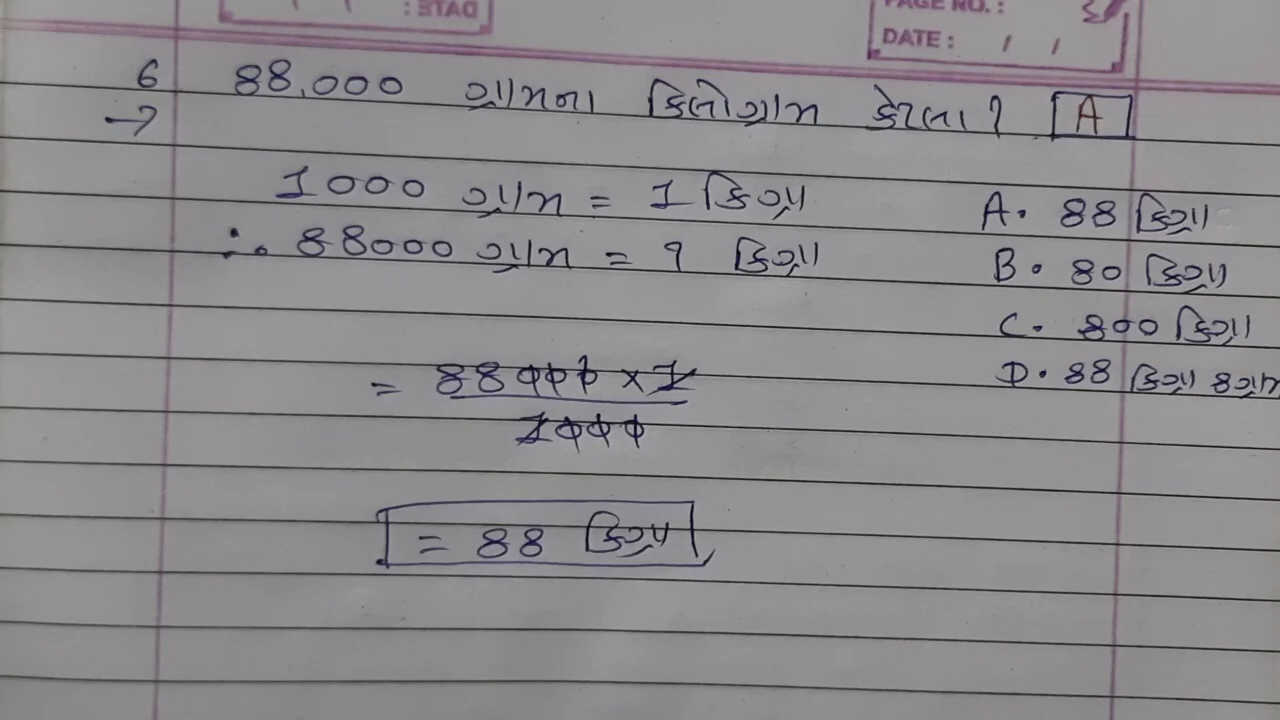 PAGE NO. :
DATE :
DATE : / /
6 88,000 ગ્રામના કિલોગ્રામ કેટલા ? A
→
1000 ગ્રામ = 1 કિગ્રા A. 88 કિગ્રા
∴ 88000 ગ્રામ = ? કિગ્રા B. 80 કિગ્રા
C. 800 કિગ્રા
= 88000 × 1 D. 88 કિગ્રા 8 ગ્રામ
1000
= 88 કિગ્રા